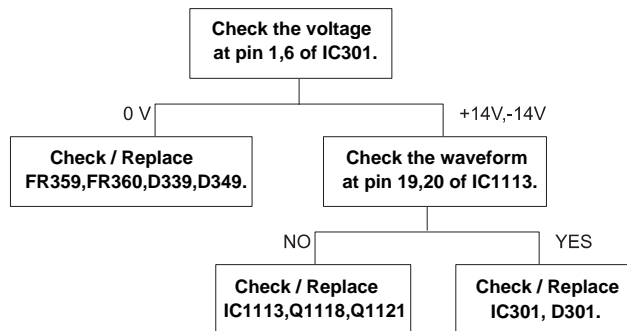 Check the voltage
at pin 1,6 of IC301.
0 V
+14V,-14V
Check / Replace
FR359,FR360,D339,D349.
Check the waveform
at pin 19,20 of IC1113.
NO
YES
Check / Replace
IC1113,Q1118,Q1121
Check / Replace
IC301, D301.